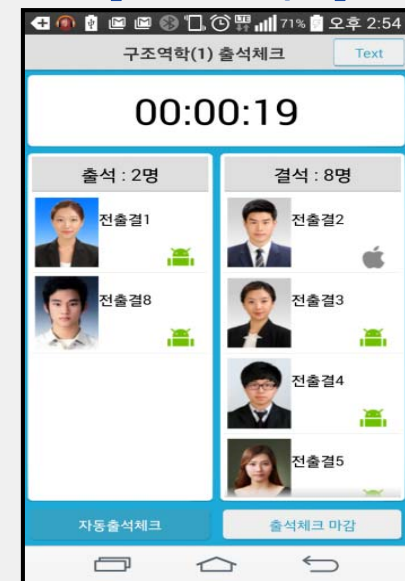 71% 오후 2:54
구조역학(1) 출석체크 Text
00:00:19
출석 : 2명
전출결1
전출결8
결석 : 8명
전출결2
전출결3
전출결4
전출결5
자동출석체크 출석체크 마감